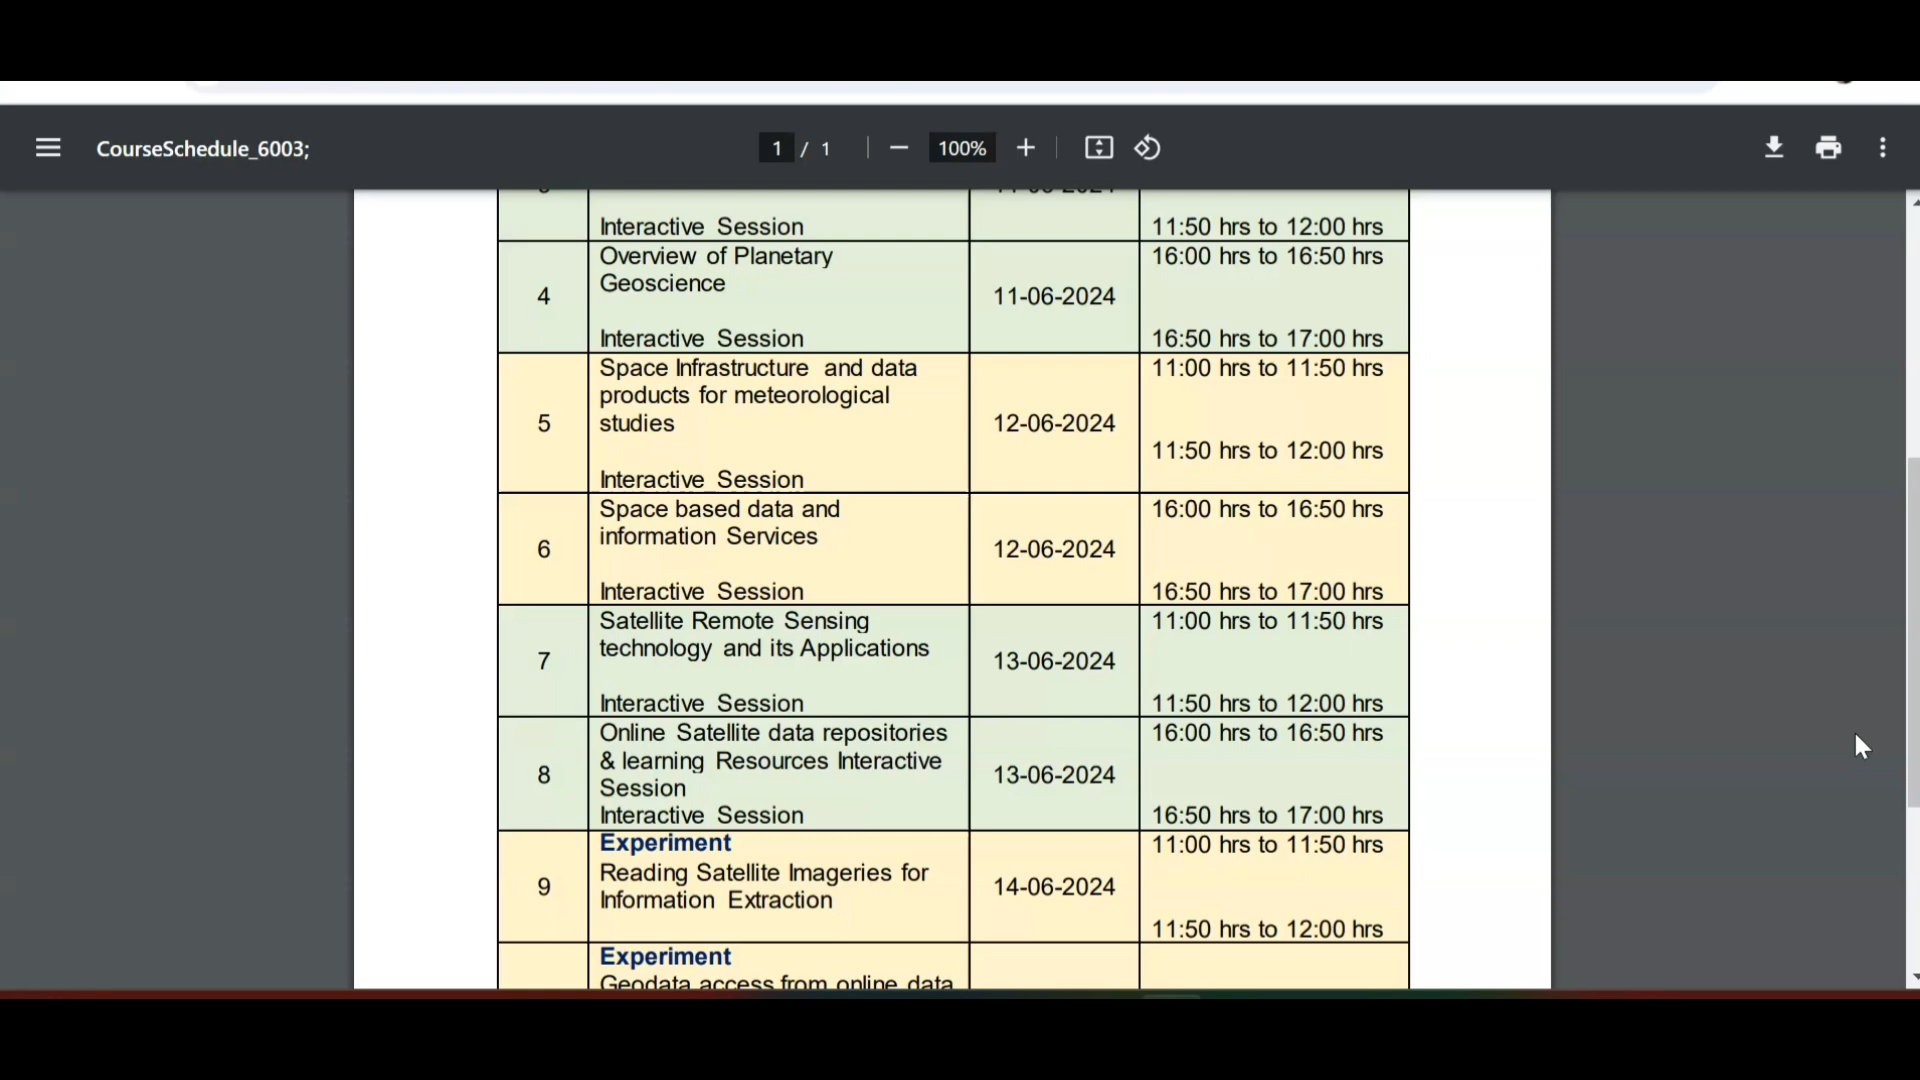 CourseSchedule_6003;
1 / 1
100%
Interactive Session 11:50 hrs to 12:00 hrs
Overview of Planetary 16:00 hrs to 16:50 hrs
Geoscience
4 11-06-2024
Interactive Session 16:50 hrs to 17:00 hrs
Space Infrastructure and data 11:00 hrs to 11:50 hrs
products for meteorological
5 studies 12-06-2024
11:50 hrs to 12:00 hrs
Interactive Session
Space based data and 16:00 hrs to 16:50 hrs
information Services
6 12-06-2024
Interactive Session 16:50 hrs to 17:00 hrs
Satellite Remote Sensing 11:00 hrs to 11:50 hrs
technology and its Applications
7 13-06-2024
Interactive Session 11:50 hrs to 12:00 hrs
Online Satellite data repositories 16:00 hrs to 16:50 hrs
& learning Resources Interactive
8 13-06-2024
Session
Interactive Session 16:50 hrs to 17:00 hrs
Experiment 11:00 hrs to 11:50 hrs
Reading Satellite Imageries for
9 14-06-2024
Information Extraction
11:50 hrs to 12:00 hrs
Experiment
Geodata access from online data